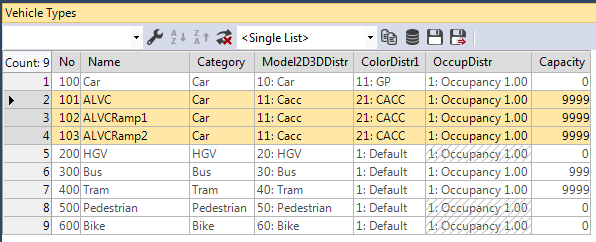 Vehicle Types
<Single List>
Count: 9 No Name Category Model2D3DDistr ColorDistr1 OccupDistr Capacity
1 100 Car Car 10: Car 11: GP 1: Occupancy 1.00 0
2 101 ALVC Car 11: Cacc 21: CACC 1: Occupancy 1.00 9999
3 102 ALVCRamp1 Car 11: Cacc 21: CACC 1: Occupancy 1.00 9999
4 103 ALVCRamp2 Car 11: Cacc 21: CACC 1: Occupancy 1.00 9999
5 200 HGV HGV 20: HGV 1: Default 1: Occupancy 1.00 0
6 300 Bus Bus 30: Bus 1: Default 1: Occupancy 1.00 999
7 400 Tram Tram 40: Tram 1: Default 1: Occupancy 1.00 9999
8 500 Pedestrian Pedestrian 50: Pedestrian 1: Default 1: Occupancy 1.00 0
9 600 Bike Bike 60: Bike 1: Default 1: Occupancy 1.00 0